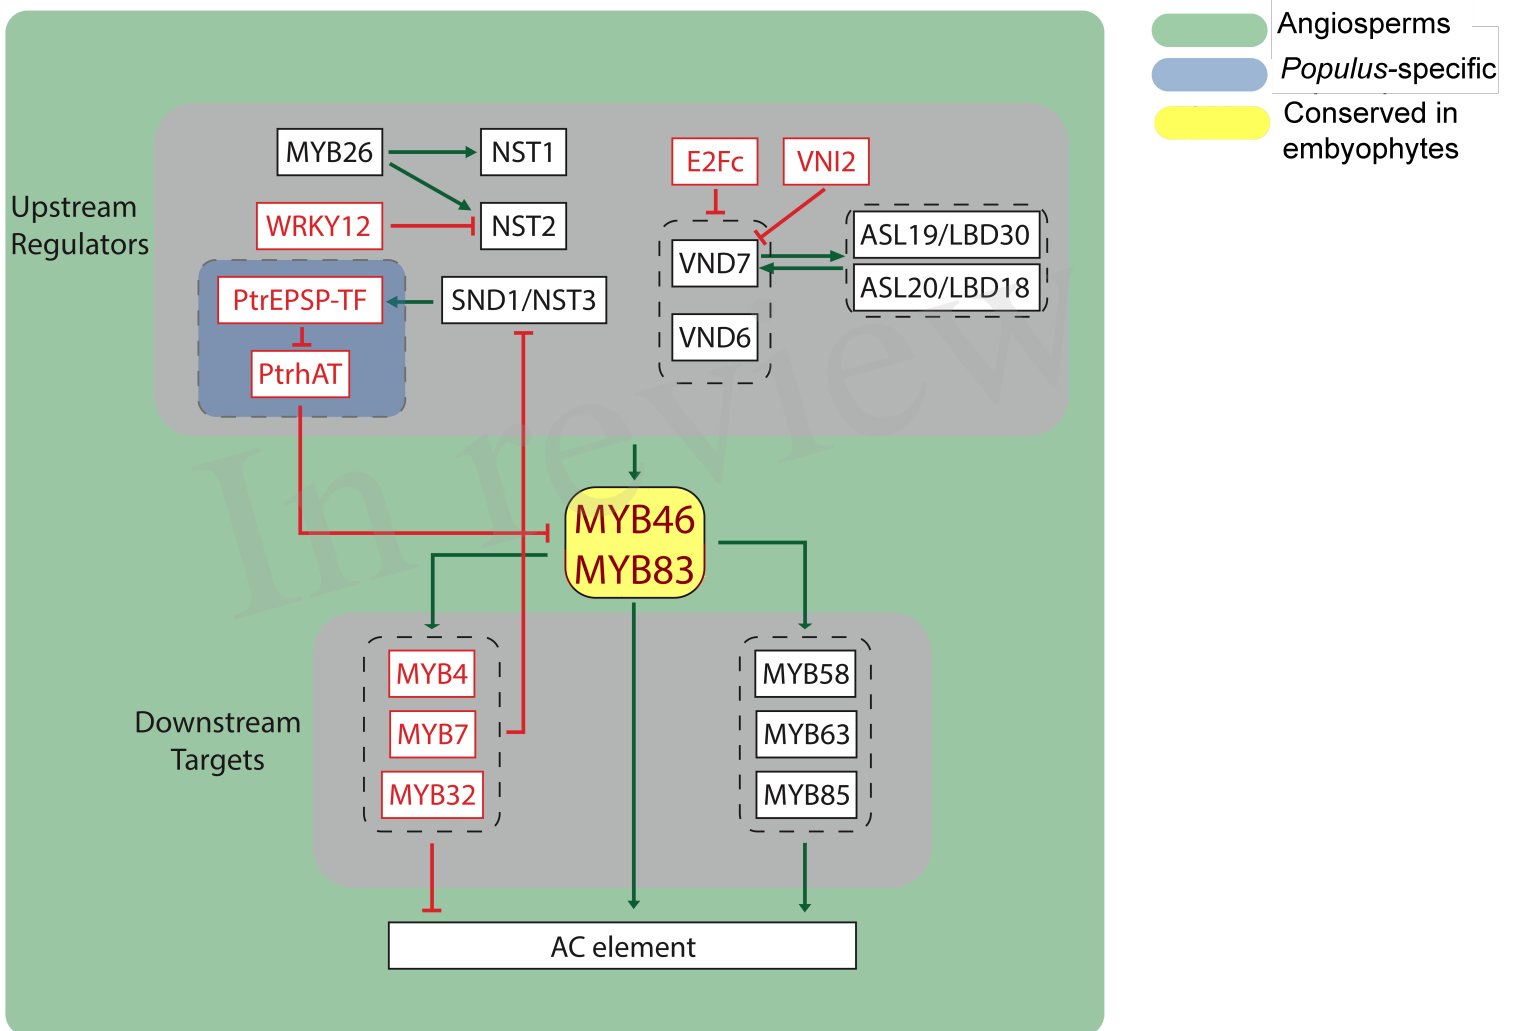 Angiosperms
Populus-specific
Conserved in
embyophytes
Upstream
Regulators
MYB26
NST1
WRKY12
NST2
PtrEPSP-TF
SND1/NST3
PtrhAT
E2Fc
VNI2
VND7
VND6
ASL19/LBD30
ASL20/LBD18
In review
MYB46
MYB83
Downstream
Targets
MYB4
MYB7
MYB32
MYB58
MYB63
MYB85
AC element